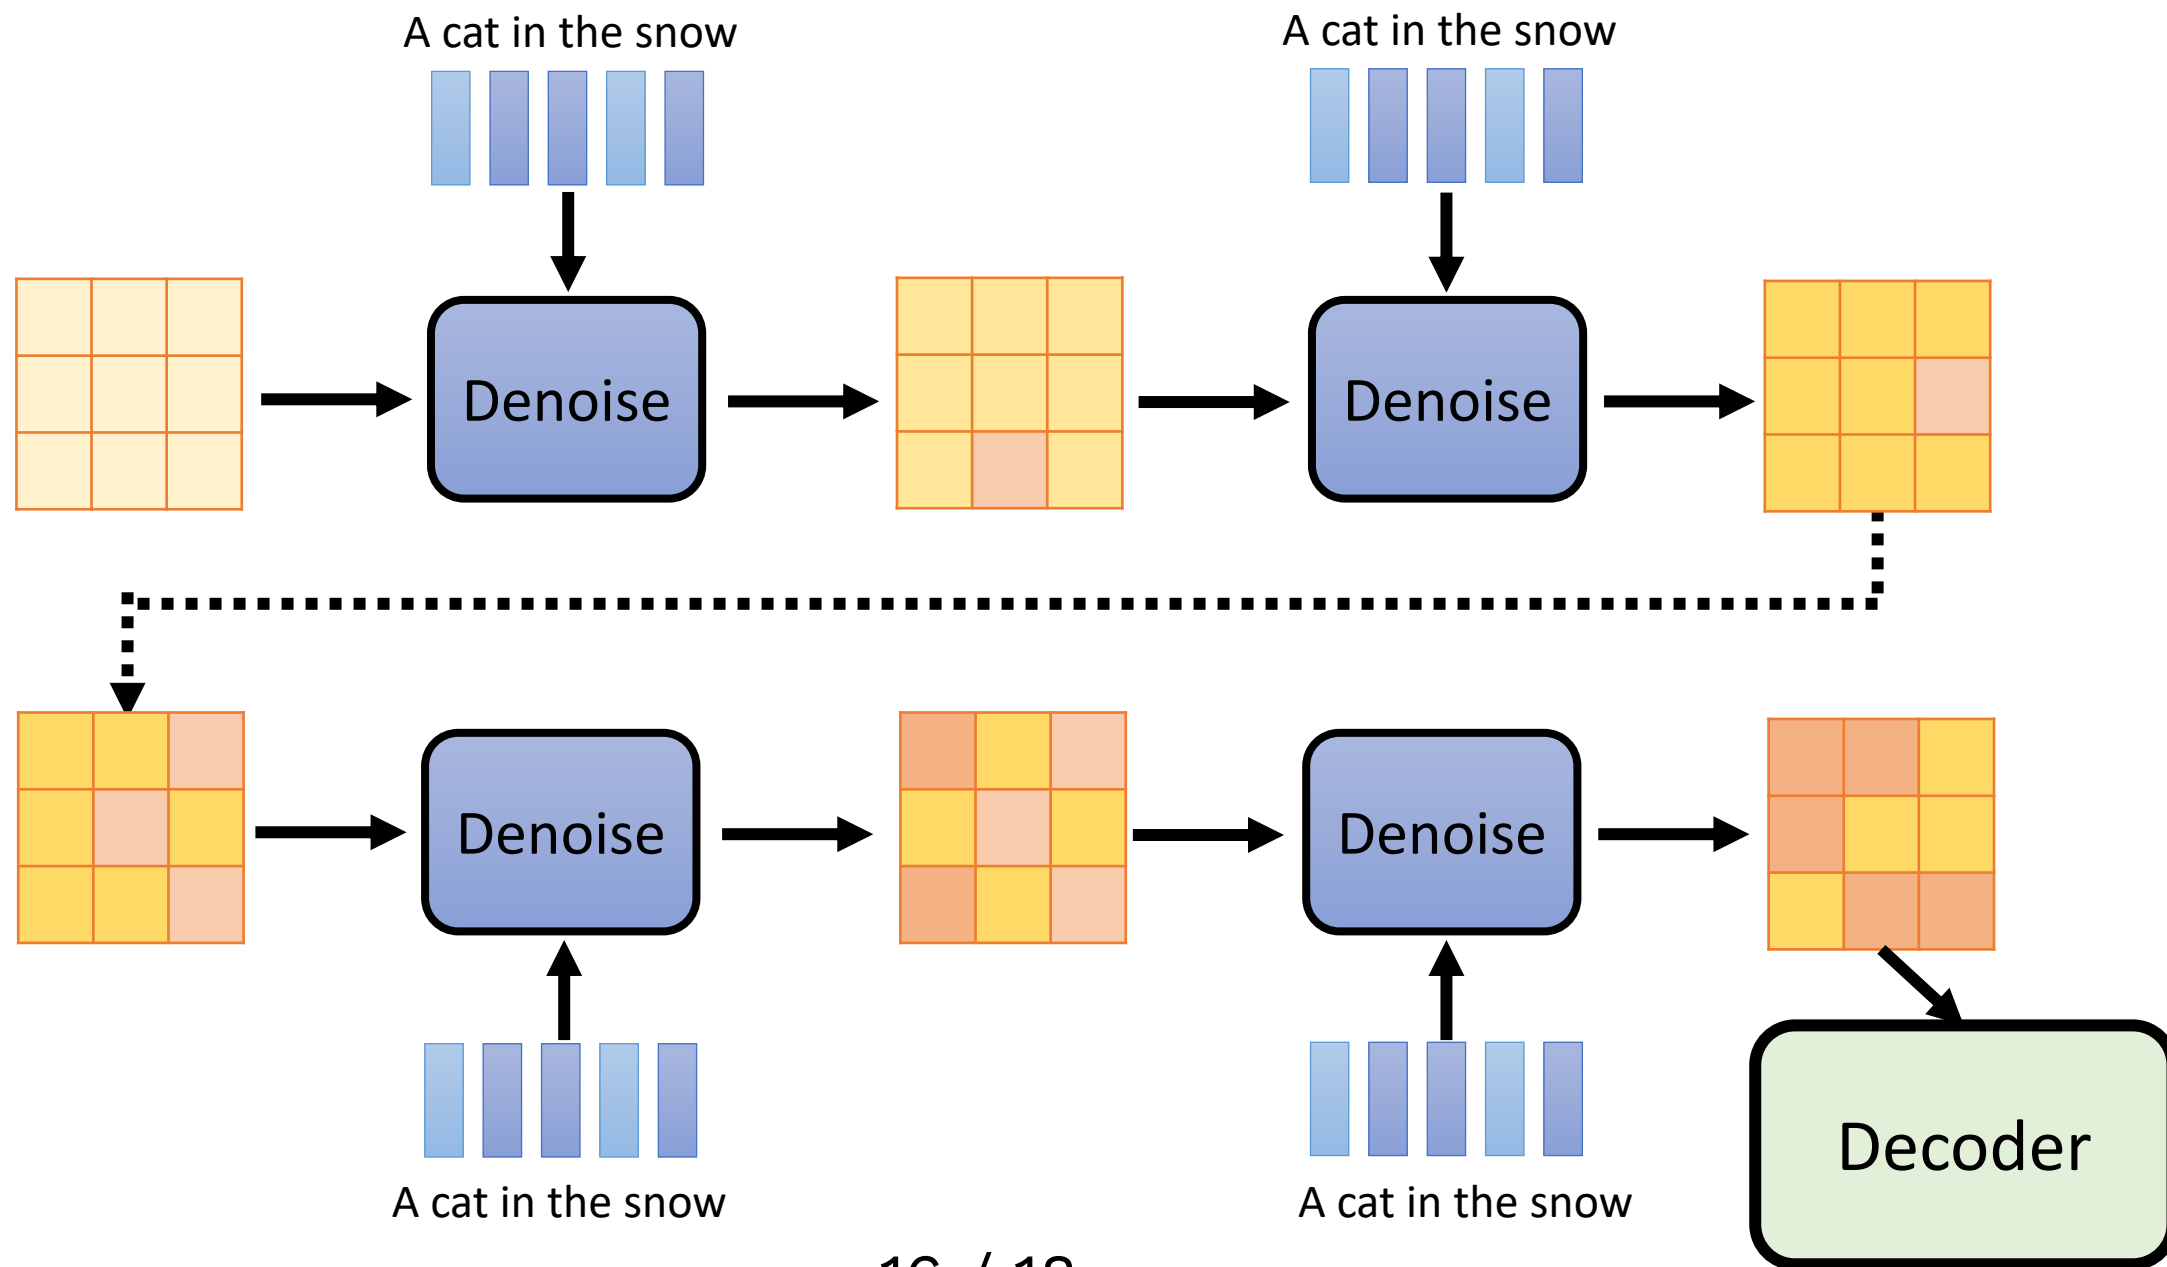 A cat in the snow
A cat in the snow
Denoise
Denoise
Denoise
Denoise
A cat in the snow
A cat in the snow
Decoder